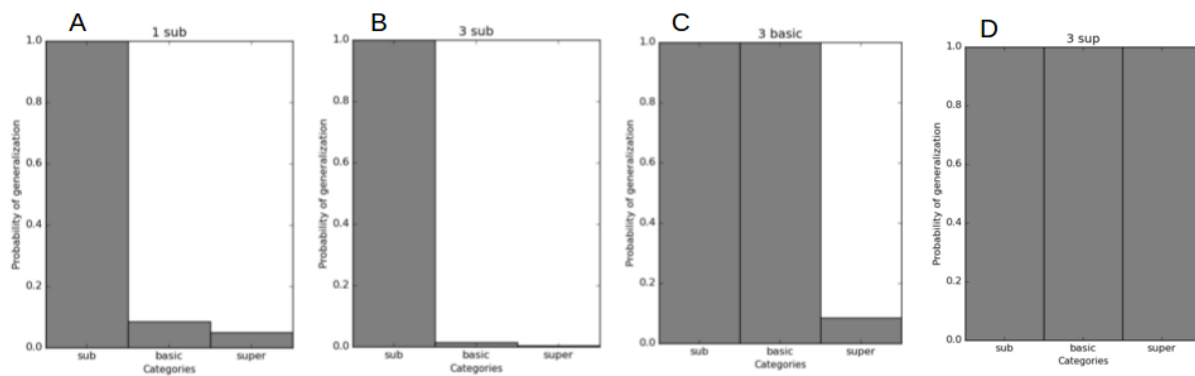 A
1 sub
Probability of generalization
1.0
0.8
0.6
0.4
0.2
0.0
sub basic super
Categories
B
3 sub
Probability of generalization
1.0
0.8
0.6
0.4
0.2
0.0
sub basic super
Categories
C
3 basic
Probability of generalization
1.0
0.8
0.6
0.4
0.2
0.0
sub basic super
Categories
D
3 sup
Probability of generalization
1.0
0.8
0.6
0.4
0.2
0.0
sub basic super
Categories